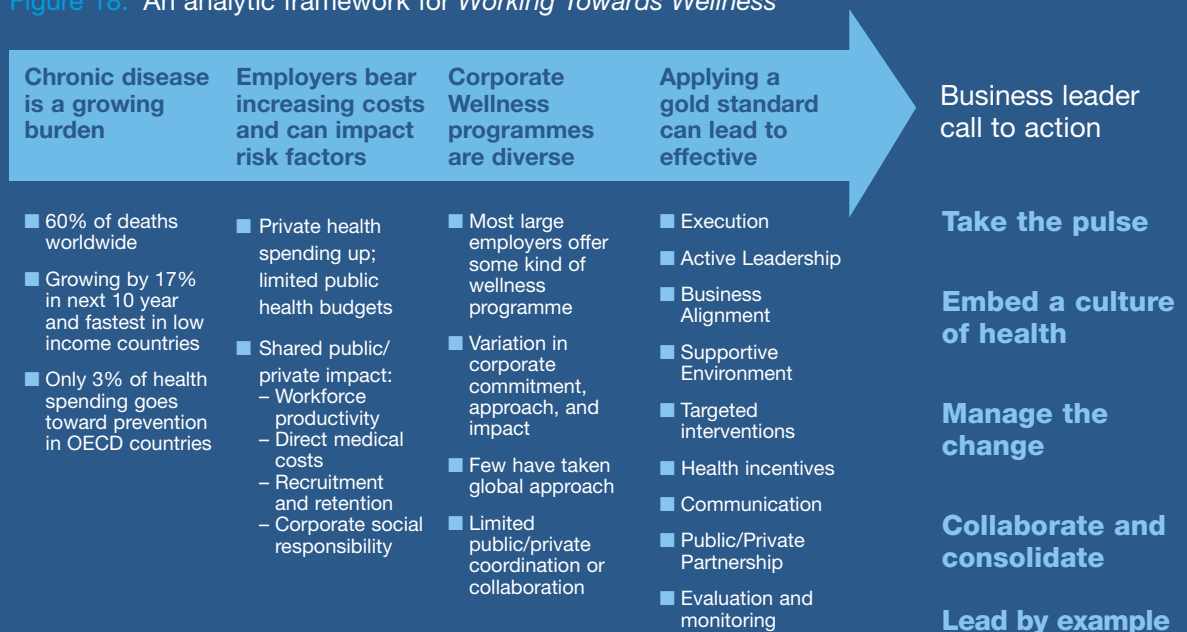 Figure 18: An analytic framework for Working Towards Wellness
Chronic disease
is a growing
burden
Employers bear
increasing costs
and can impact
risk factors
Corporate
Wellness
programmes
are diverse
Applying a
gold standard
can lead to
effective
Business leader
call to action
60% of deaths
worldwide
Growing by 17%
in next 10 year
and fastest in low
income countries
Only 3% of health
spending goes
toward prevention
in OECD countries
Private health
spending up;
limited public
health budgets
Shared public/
private impact:
– Workforce
productivity
– Direct medical
costs
– Recruitment
and retention
– Corporate social
responsibility
Most large
employers offer
some kind of
wellness
programme
Variation in
corporate
commitment,
approach, and
impact
Few have taken
global approach
Limited
public/private
coordination or
collaboration
Execution
Active Leadership
Business
Alignment
Supportive
Environment
Targeted
interventions
Health incentives
Communication
Public/Private
Partnership
Evaluation and
monitoring
Take the pulse
Embed a culture
of health
Manage the
change
Collaborate and
consolidate
Lead by example